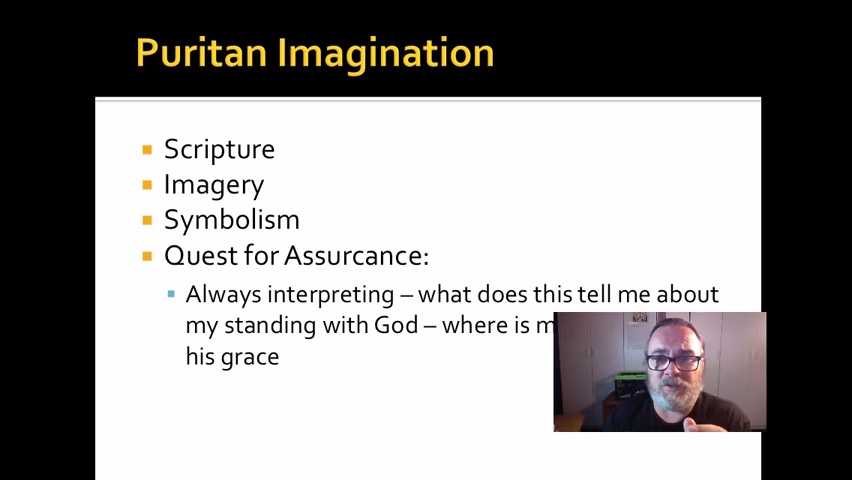 Puritan Imagination
Scripture
Imagery
Symbolism
Quest for Assurcance:
Always interpreting – what does this tell me about
my standing with God – where is
his grace